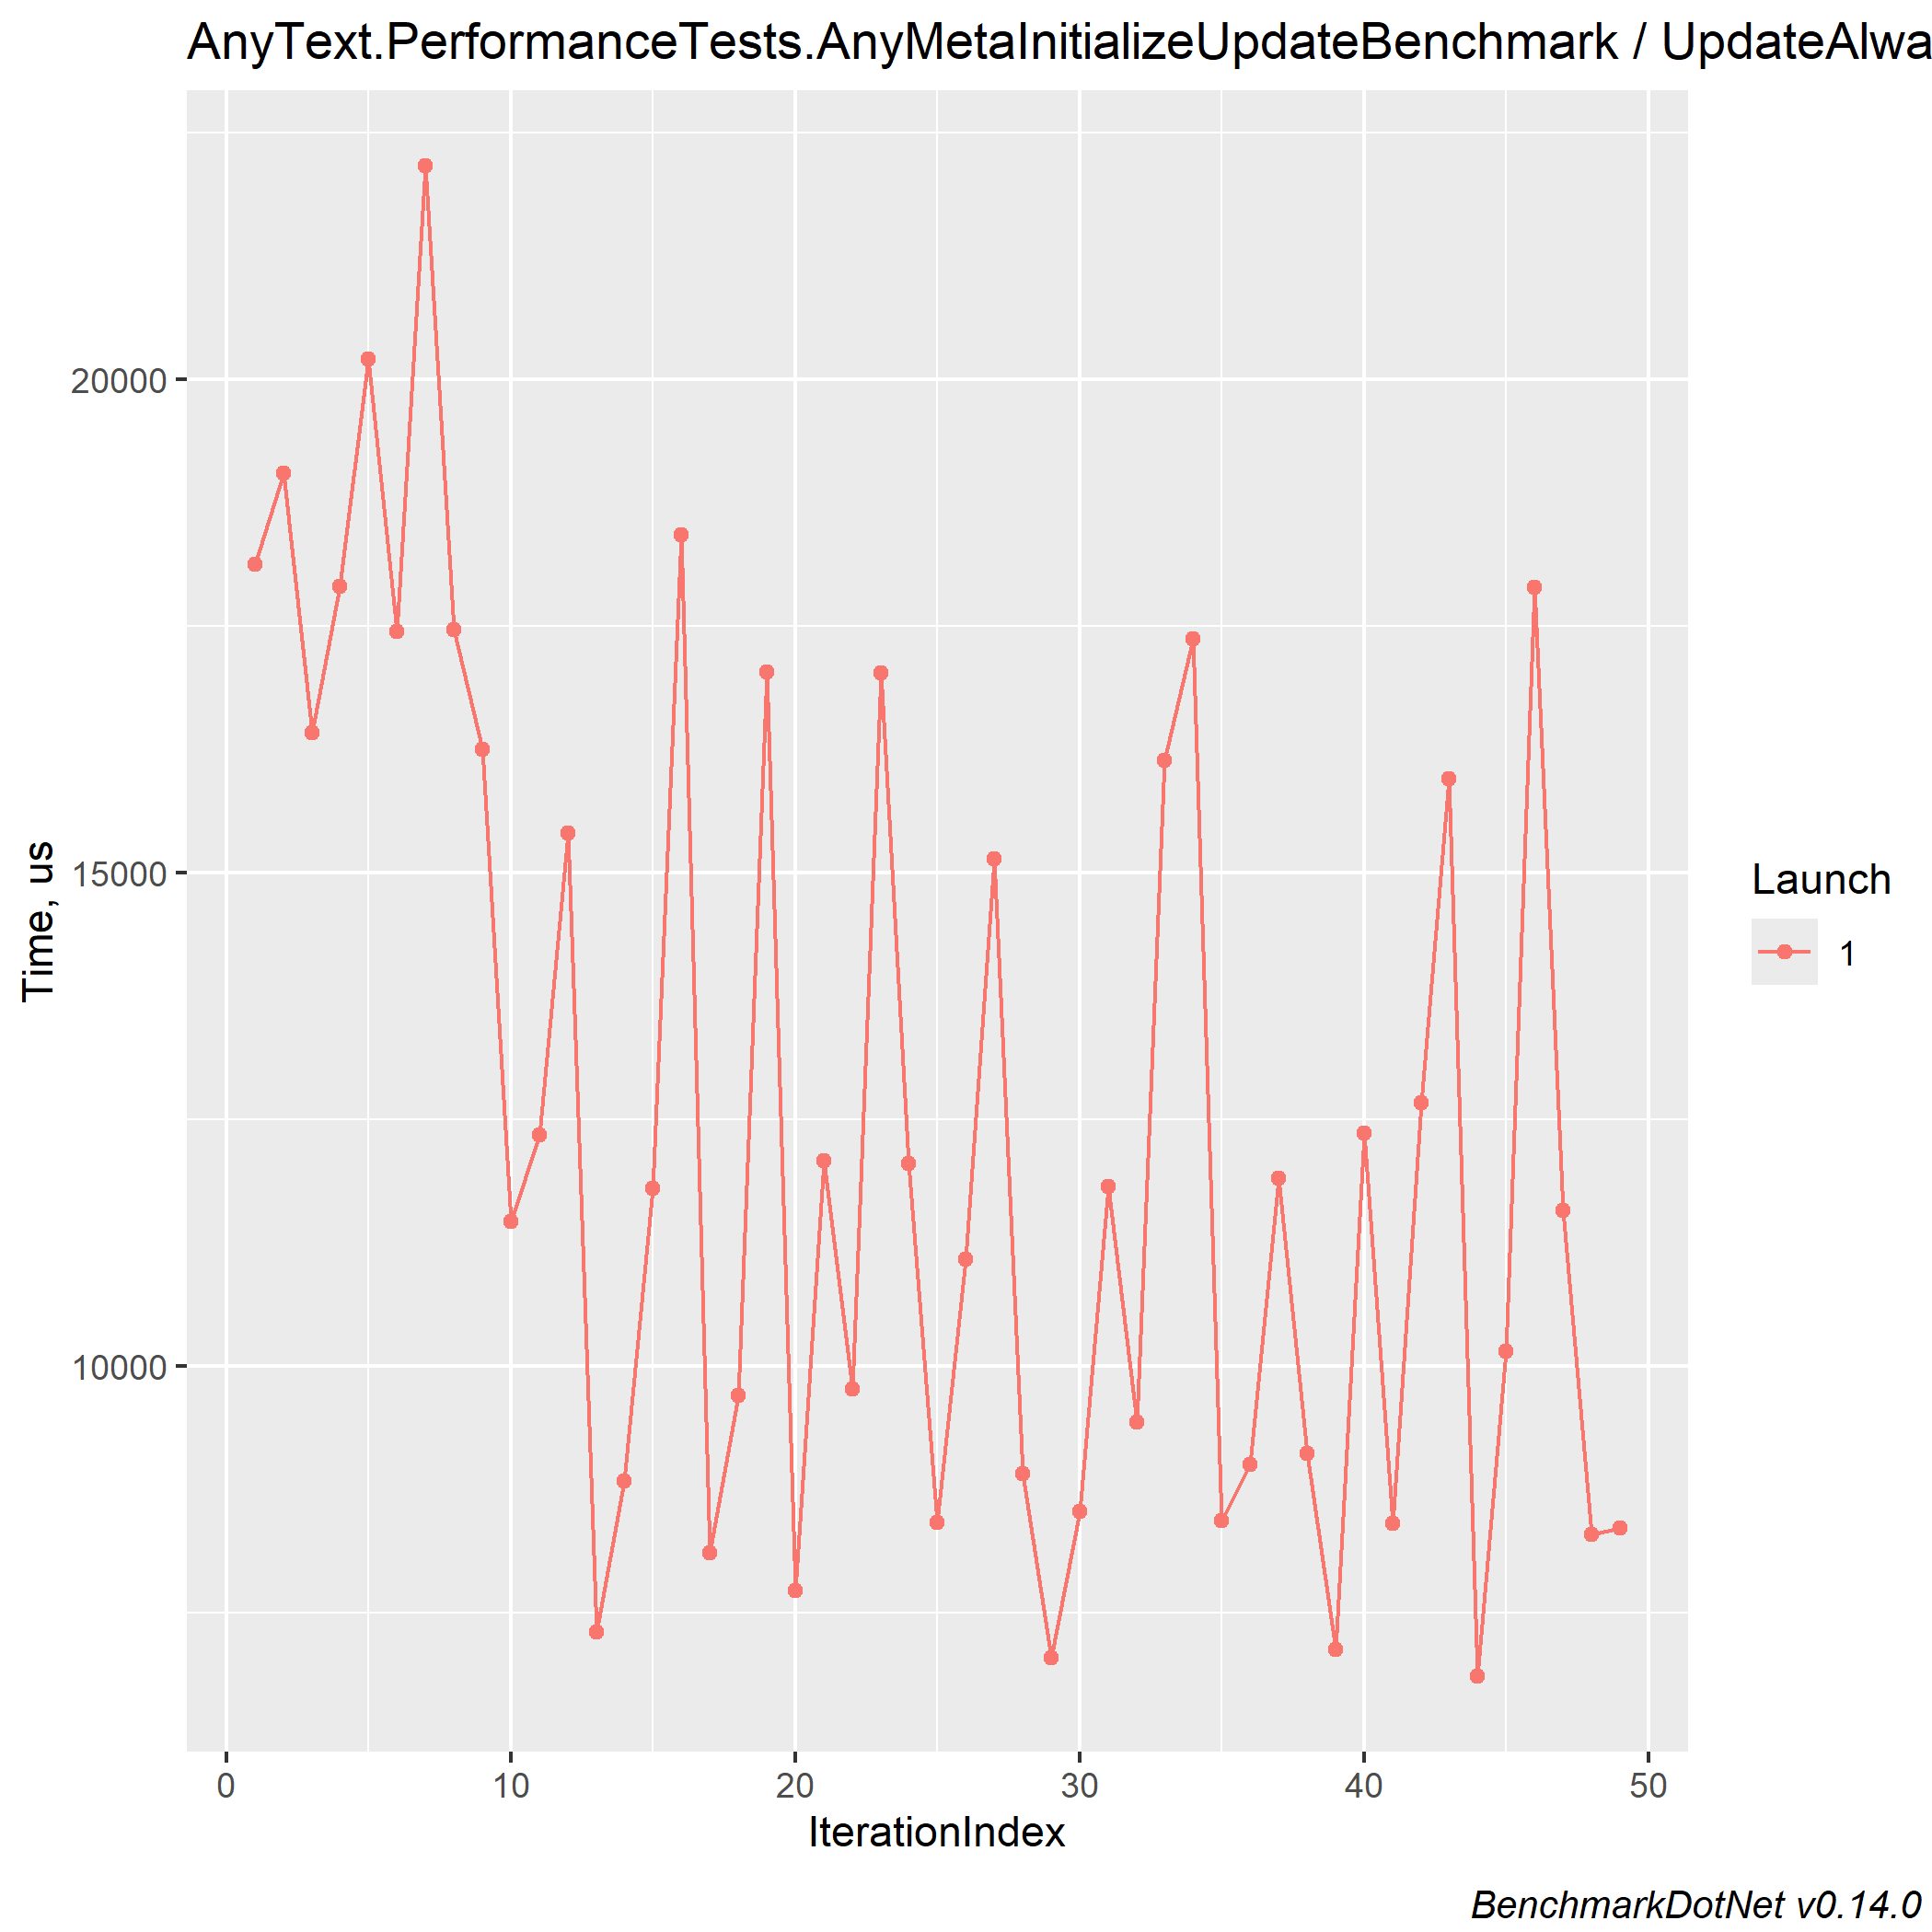 AnyText.PerformanceTests.AnyMetaInitializeUpdateBenchmark / UpdateAlwa
20000
15000
10000
Time, us
0 10 20 30 40 50
IterationIndex
Launch
1
BenchmarkDotNet v0.14.0